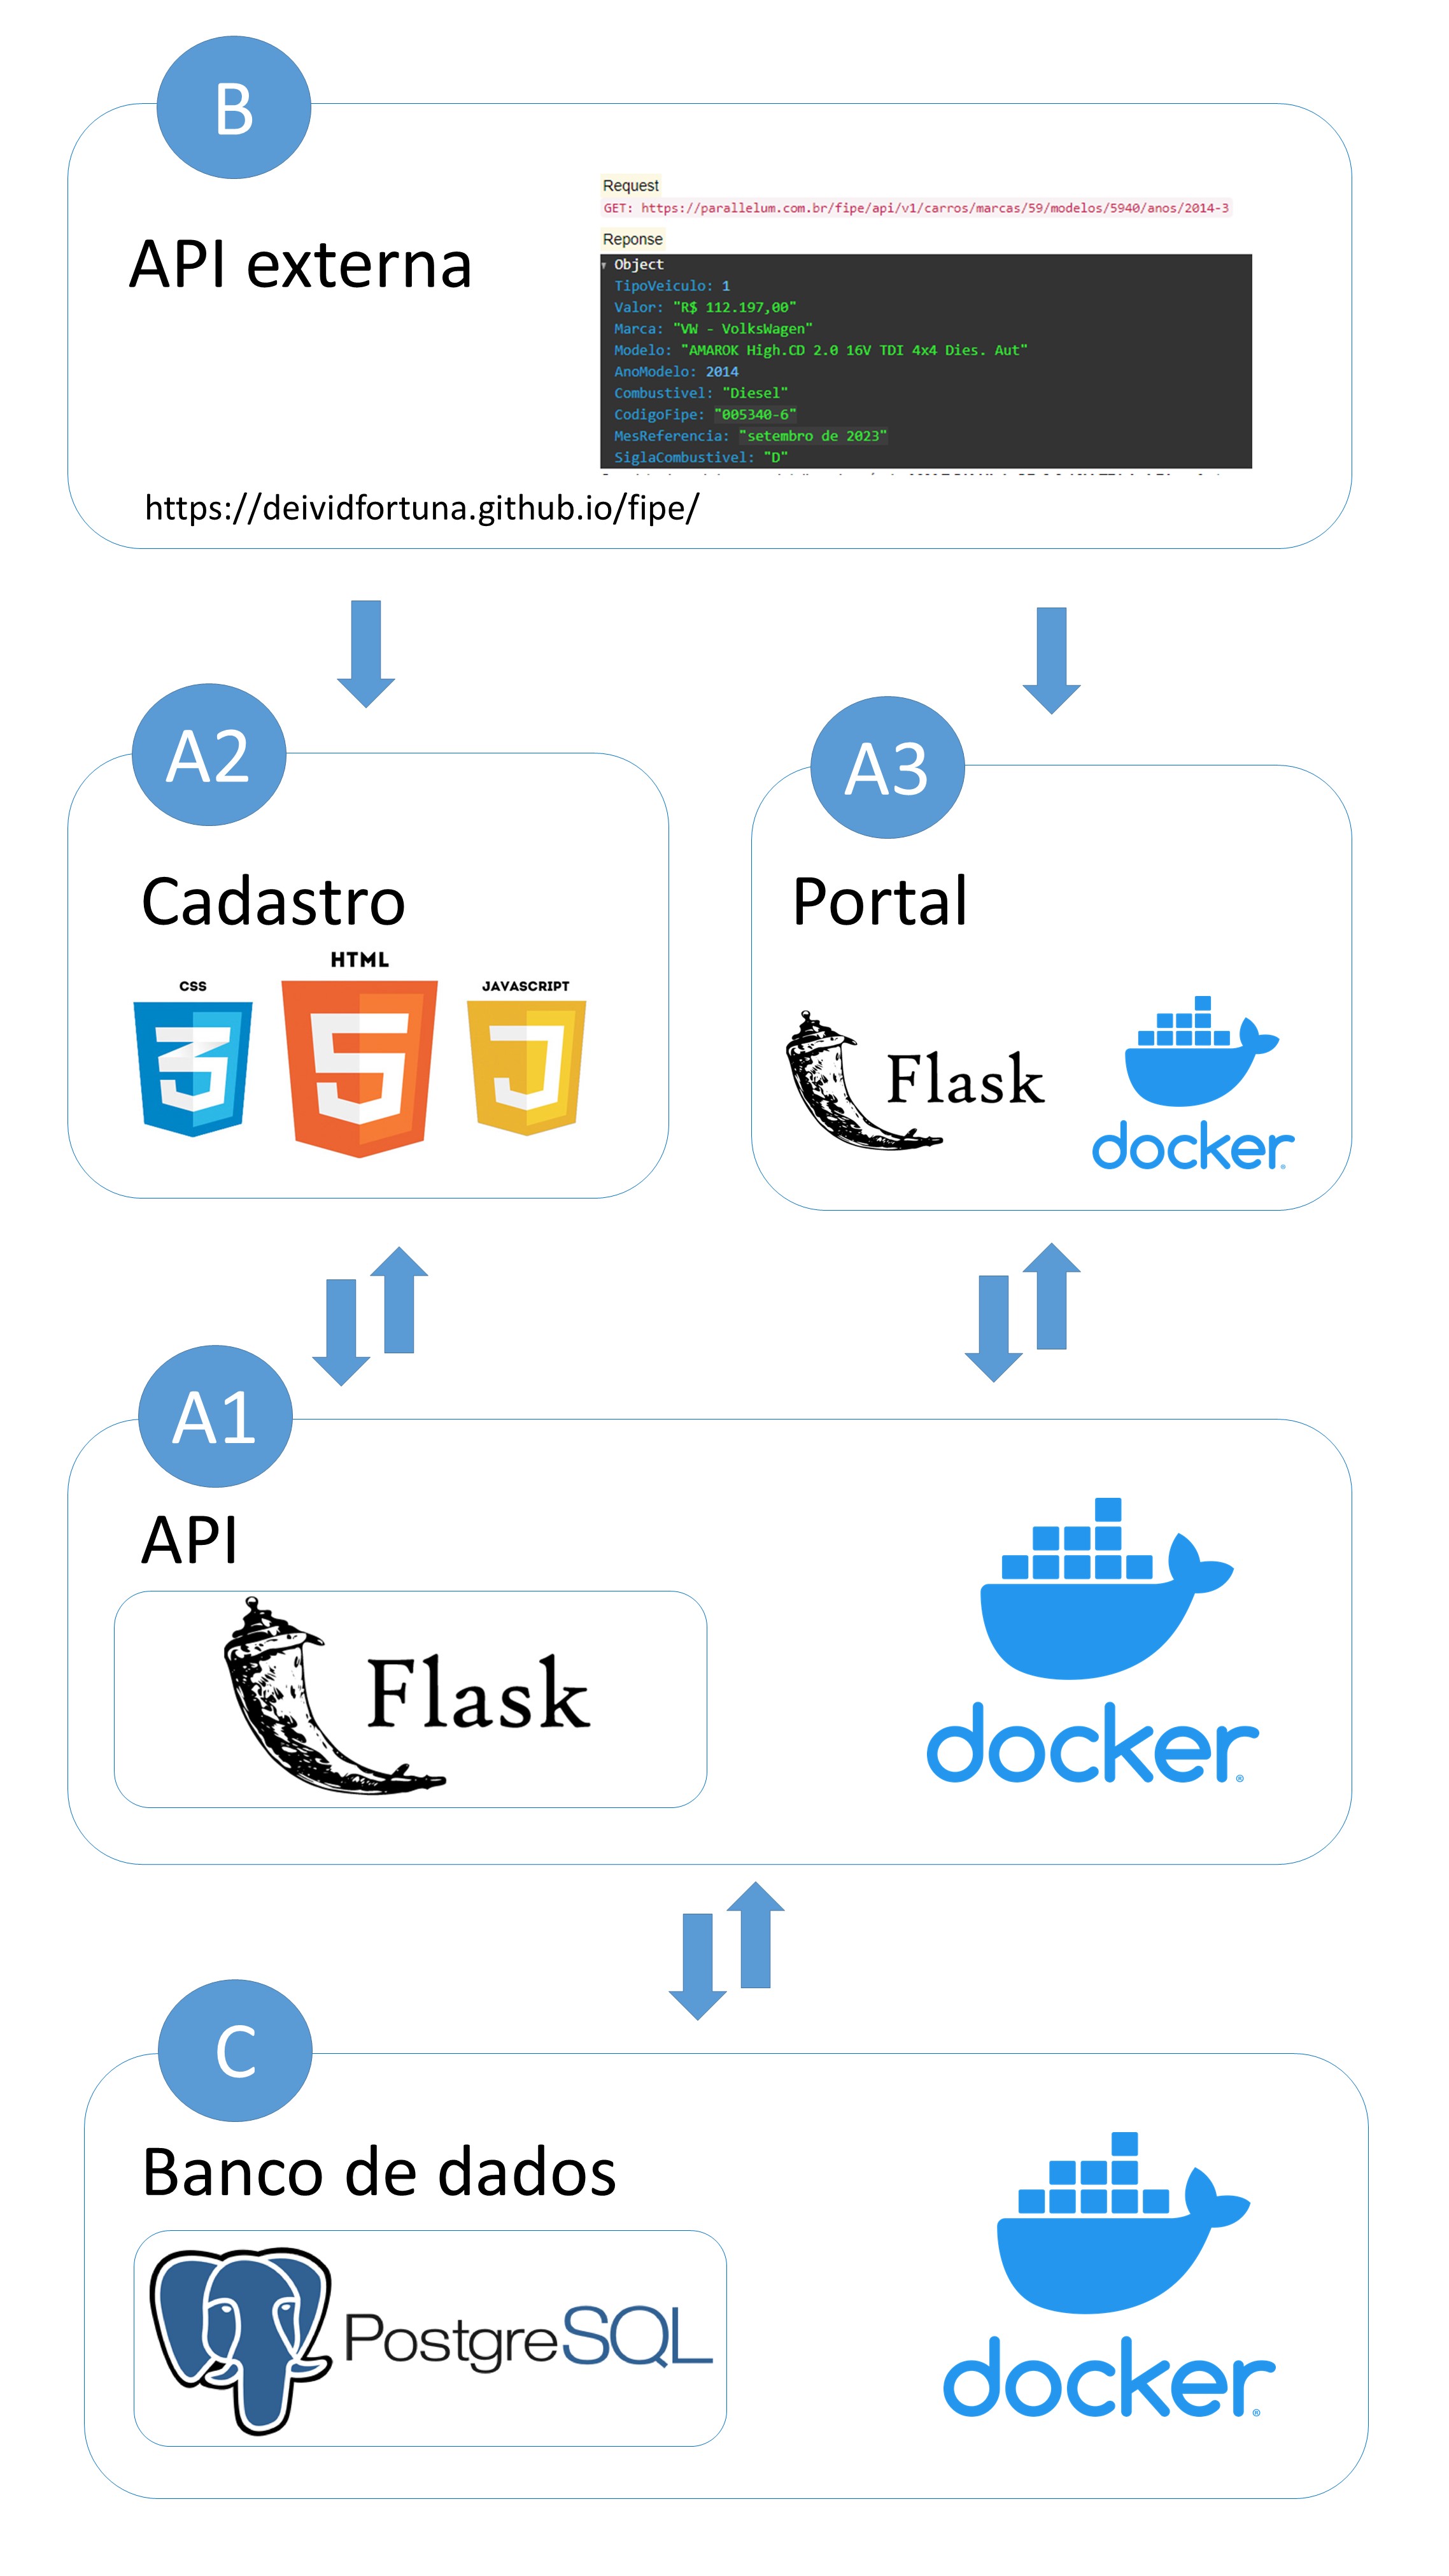 B
API externa
Request
GET: https://parallelum.com.br/fipe/api/v1/carros/marcas/59/modelos/5940/anos/2014-3
Reponse
Object
TipoVeiculo: 1
Valor: "R$ 112.197,00"
Marca: "VW - VolksWagen"
Modelo: "AMAROK High.CD 2.0 16V TDI 4x4 Dies. Aut"
AnoModelo: 2014
Combustivel: "Diesel"
CodigoFipe: "005340-6"
MesReferencia: "setembro de 2023"
SiglaCombustivel: "D"
https://deividfortuna.github.io/fipe/
A2
Cadastro
CSS
HTML
JAVASCRIPT
3
5
J
A3
Portal
Flask
docker
A1
API
Flask
docker
C
Banco de dados
PostgreSQL
docker